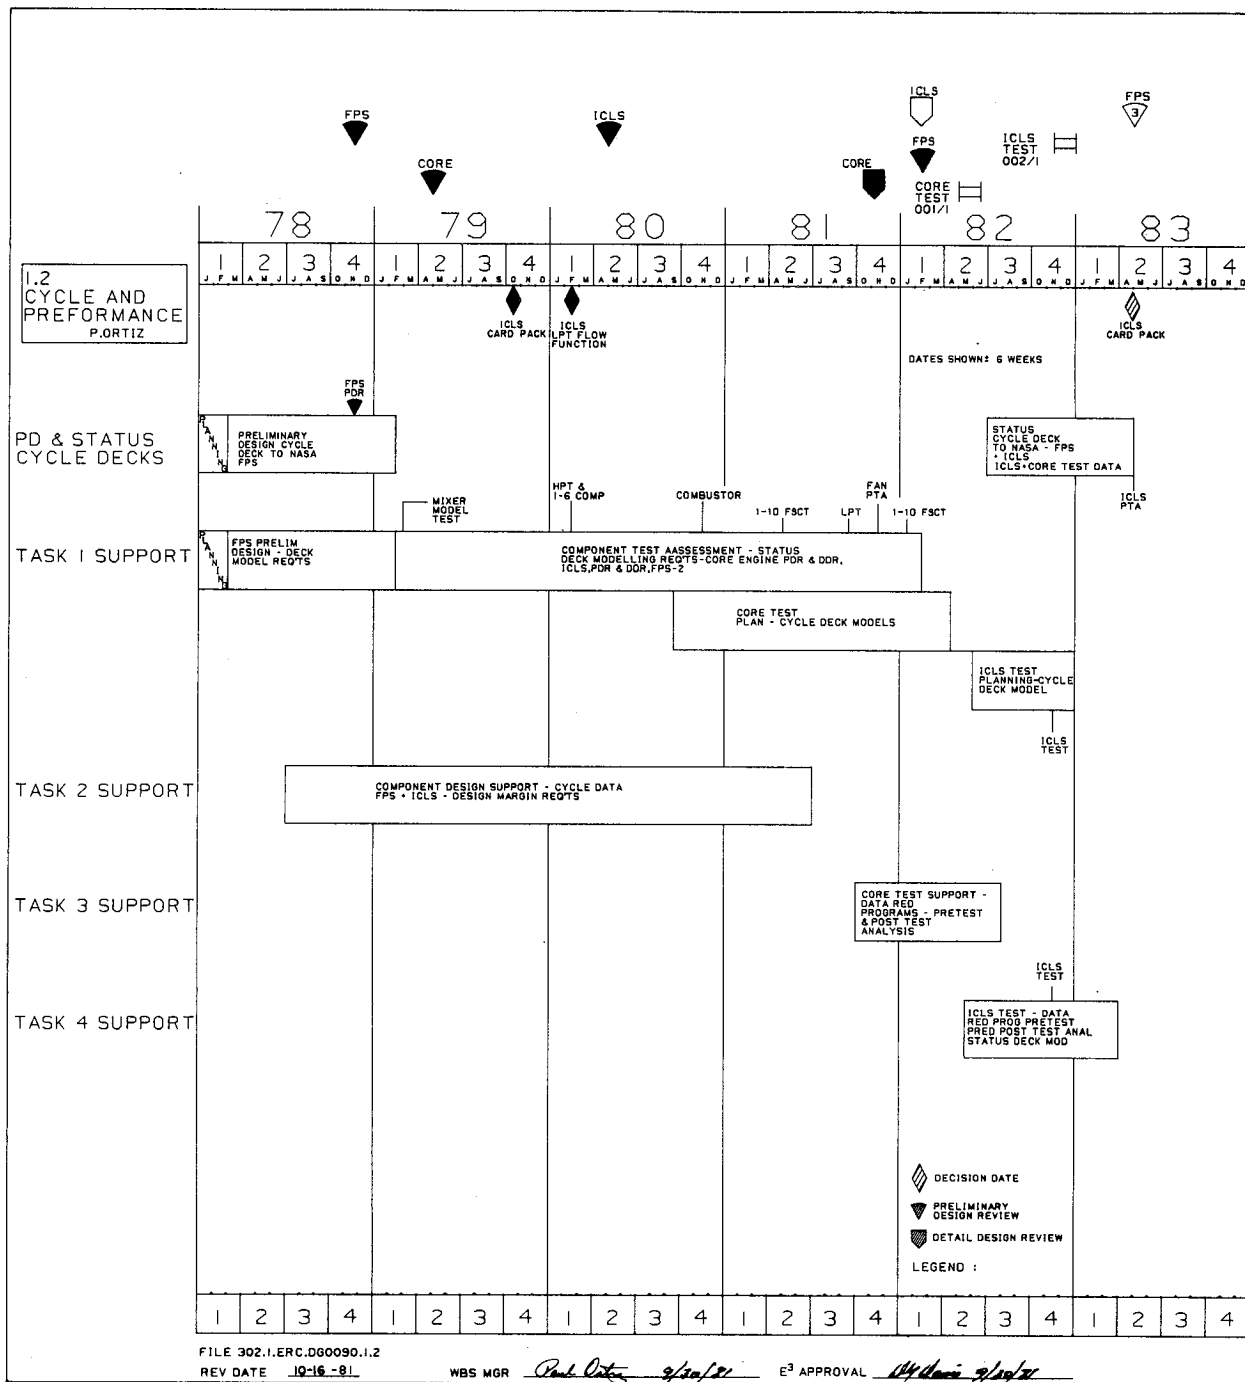 FPS
CORE
ICLS
CORE
ICLS
FPS
CORE
TEST
001/1
ICLS
TEST
002/1
FPS
3
78 79 80 81 82 83
1 2 3 4 1 2 3 4 1 2 3 4 1 2 3 4 1 2 3 4 1 2 3 4
J F M A M J J A S O N D J F M A M J J A S O N D J F M A M J J A S O N D J F M A M J J A S O N D J F M A M J J A S O N D J F M A M J J A S O N D
1.2
CYCLE AND
PREFORMANCE
P.ORTIZ
ICLS
CARD PACK
ICLS
LPT FLOW
FUNCTION
ICLS
CARD PACK
DATES SHOWN± 6 WEEKS
PD & STATUS
CYCLE DECKS
PLANNING
PRELIMINARY
DESIGN CYCLE
DECK TO NASA
FPS
FPS
PDR
STATUS
CYCLE DECK
TO NASA - FPS
+ ICLS
ICLS+CORE TEST DATA
ICLS
PTA
MIXER
MODEL
TEST
HPT &
1-6 COMP
COMBUSTOR
1-10 FSCT
LPT
FAN
PTA
1-10 FSCT
TASK 1 SUPPORT
PLANNING
FPS PRELIM
DESIGN - DECK
MODEL REQ'TS
COMPONENT TEST AASSESSMENT - STATUS
DECK MODELLING REQ'TS-CORE ENGINE PDR & DDR,
ICLS,PDR & DDR,FPS-2
CORE TEST
PLAN - CYCLE DECK MODELS
ICLS TEST
PLANNING-CYCLE
DECK MODEL
ICLS
TEST
TASK 2 SUPPORT
COMPONENT DESIGN SUPPORT - CYCLE DATA
FPS + ICLS - DESIGN MARGIN REQ'TS
TASK 3 SUPPORT
CORE TEST SUPPORT -
DATA RED
PROGRAMS - PRETEST
& POST TEST
ANALYSIS
ICLS
TEST
TASK 4 SUPPORT
ICLS TEST - DATA
RED PROG PRETEST
PRED POST TEST ANAL
STATUS DECK MOD
DECISION DATE
PRELIMINARY
DESIGN REVIEW
DETAIL DESIGN REVIEW
LEGEND :
1 2 3 4 1 2 3 4 1 2 3 4 1 2 3 4 1 2 3 4 1 2 3 4
FILE 302.1.ERC.DG0090.1.2
REV DATE 10-16-81 WBS MGR Paul Ortiz 9/30/81 E³ APPROVAL 9/30/81